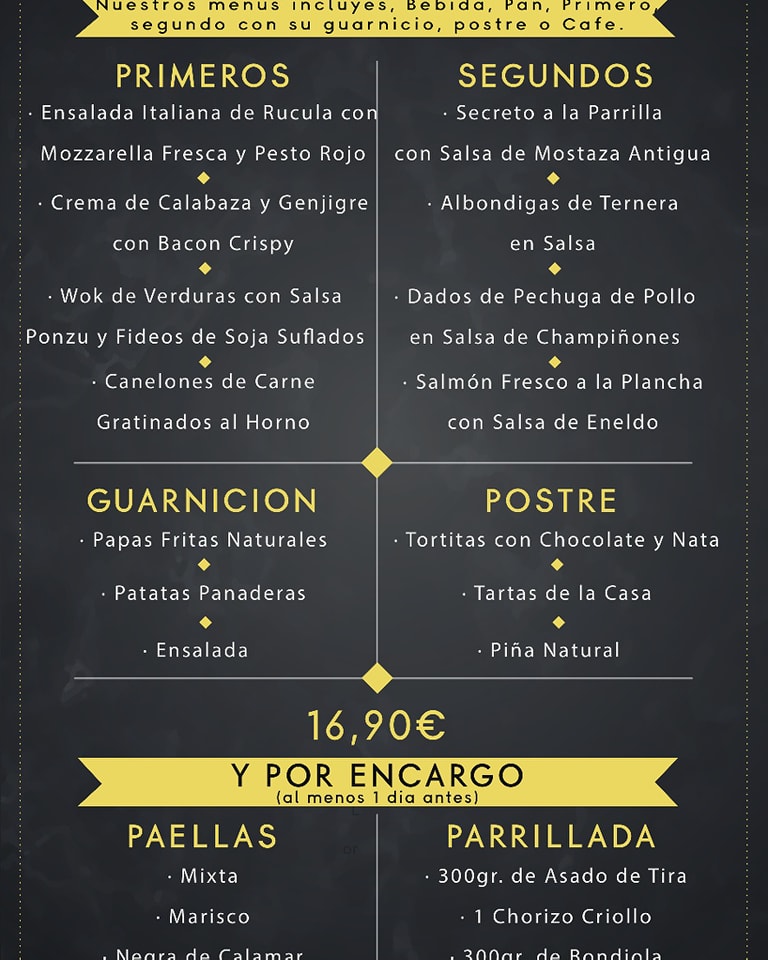 Nuestros menus incluyes, Bebida, Pan, Primero,
segundo con su guarnicio, postre o Cafe.
PRIMEROS
· Ensalada Italiana de Rucula con
Mozzarella Fresca y Pesto Rojo
· Crema de Calabaza y Genjigre
con Bacon Crispy
· Wok de Verduras con Salsa
Ponzu y Fideos de Soja Suflados
· Canelones de Carne
Gratinados al Horno
SEGUNDOS
· Secreto a la Parrilla
con Salsa de Mostaza Antigua
· Albondigas de Ternera
en Salsa
· Dados de Pechuga de Pollo
en Salsa de Champiñones
· Salmón Fresco a la Plancha
con Salsa de Eneldo
GUARNICION
· Papas Fritas Naturales
· Patatas Panaderas
· Ensalada
POSTRE
· Tortitas con Chocolate y Nata
· Tartas de la Casa
· Piña Natural
16,90€
Y POR ENCARGO
(al menos 1 dia antes)
PAELLAS
· Mixta
· Marisco
· Negra de Calamar
PARRILLADA
· 300gr. de Asado de Tira
· 1 Chorizo Criollo
· 300gr. de Bondiola